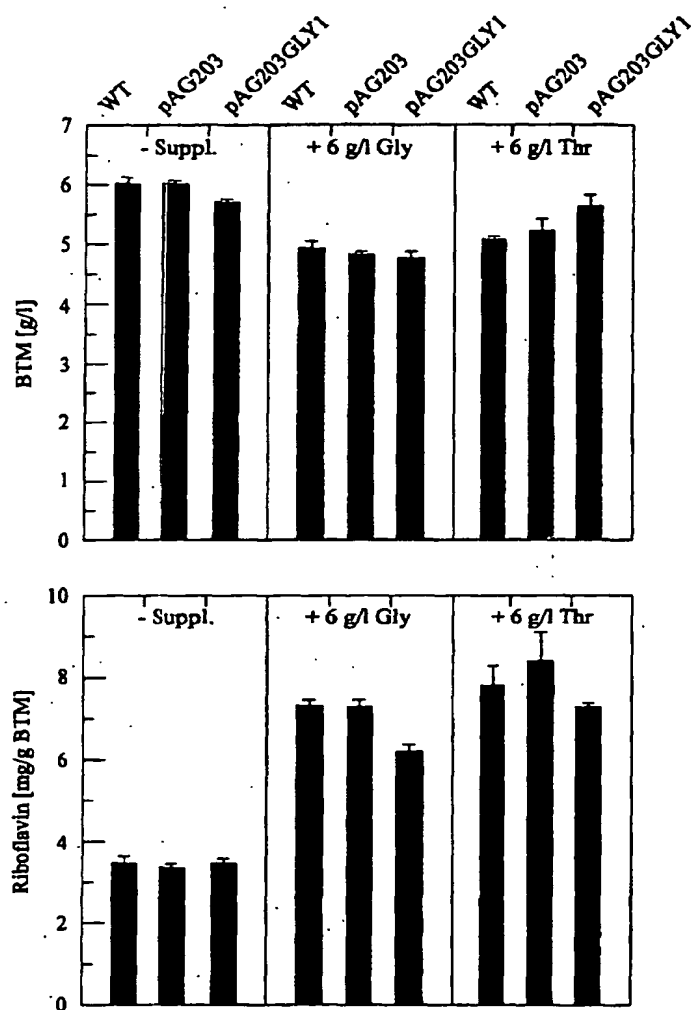 WT pAG203 pAG203GLY1 WT pAG203 pAG203GLY1 WT pAG203 pAG203GLY1
7
- Suppl. + 6 g/l Gly + 6 g/l Thr
6
5
4
3
2
1
0
BTM [g/l]
10
- Suppl. + 6 g/l Gly + 6 g/l Thr
8
6
4
2
0
Riboflavin [mg/g BTM]